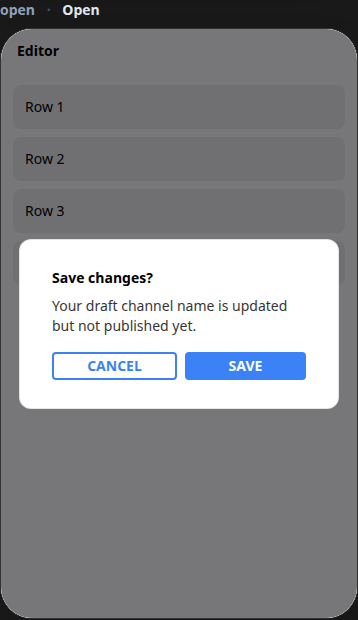 open · Open
Editor
Row 1
Row 2
Row 3
Save changes?
Your draft channel name is updated
but not published yet.
CANCEL SAVE